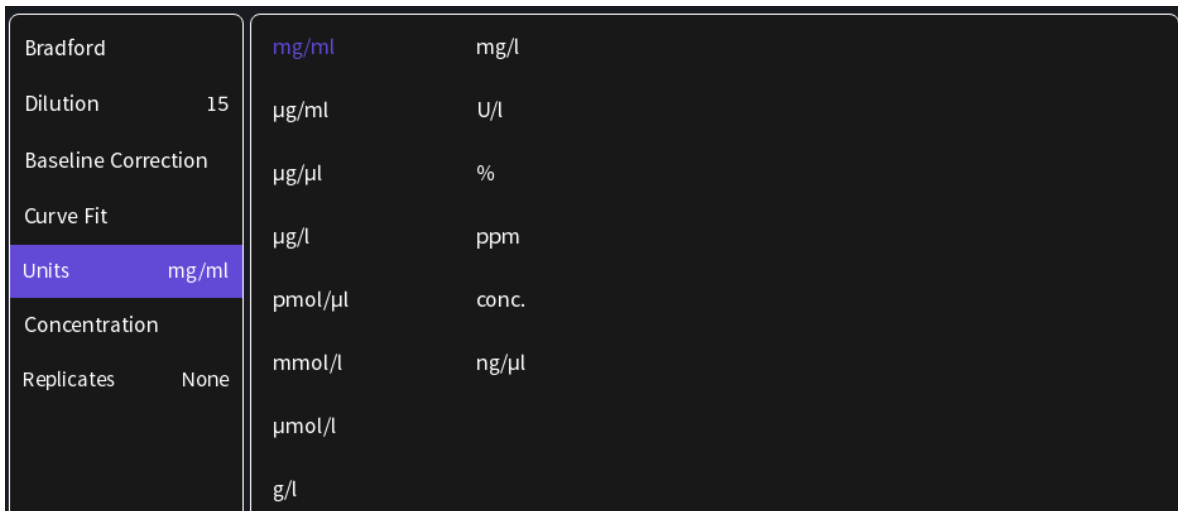 Bradford
Dilution 15
Baseline Correction
Curve Fit
Units mg/ml
Concentration
Replicates None
mg/ml mg/l
µg/ml U/l
µg/µl %
µg/l ppm
pmol/µl conc.
mmol/l ng/µl
µmol/l
g/l